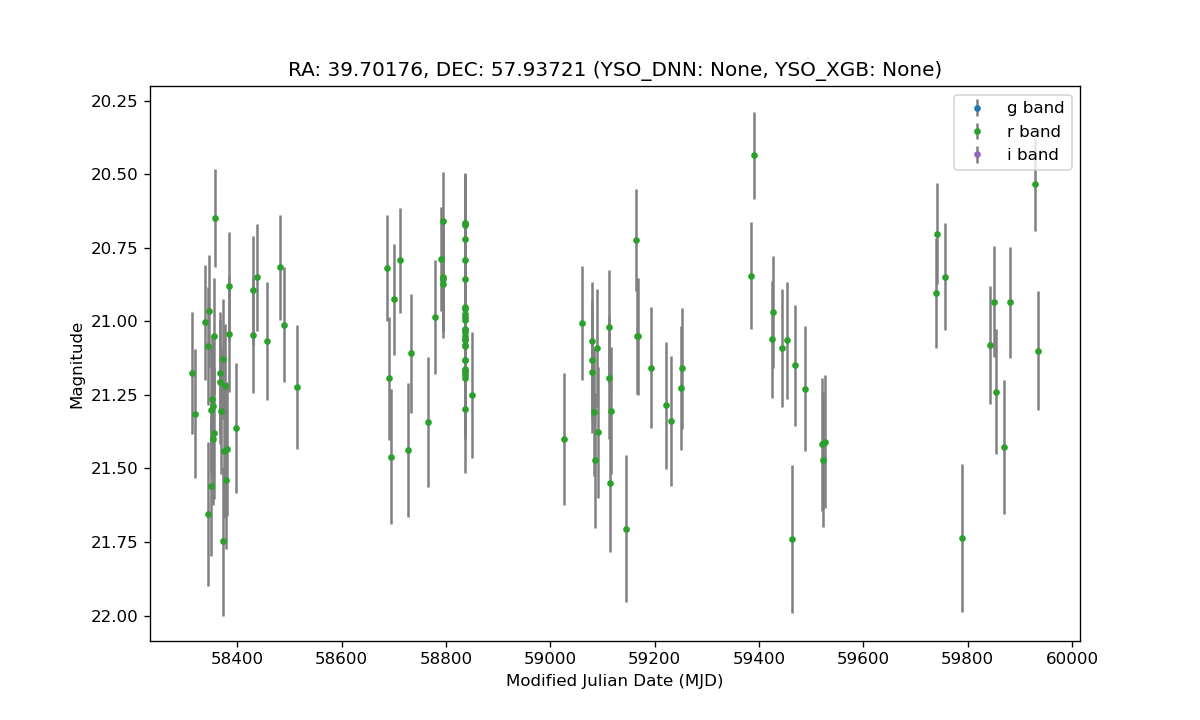 RA: 39.70176, DEC: 57.93721 (YSO_DNN: None, YSO_XGB: None)
g band
r band
i band
20.25
20.50
20.75
21.00
21.25
21.50
21.75
22.00
Magnitude
58400 58600 58800 59000 59200 59400 59600 59800 60000
Modified Julian Date (MJD)